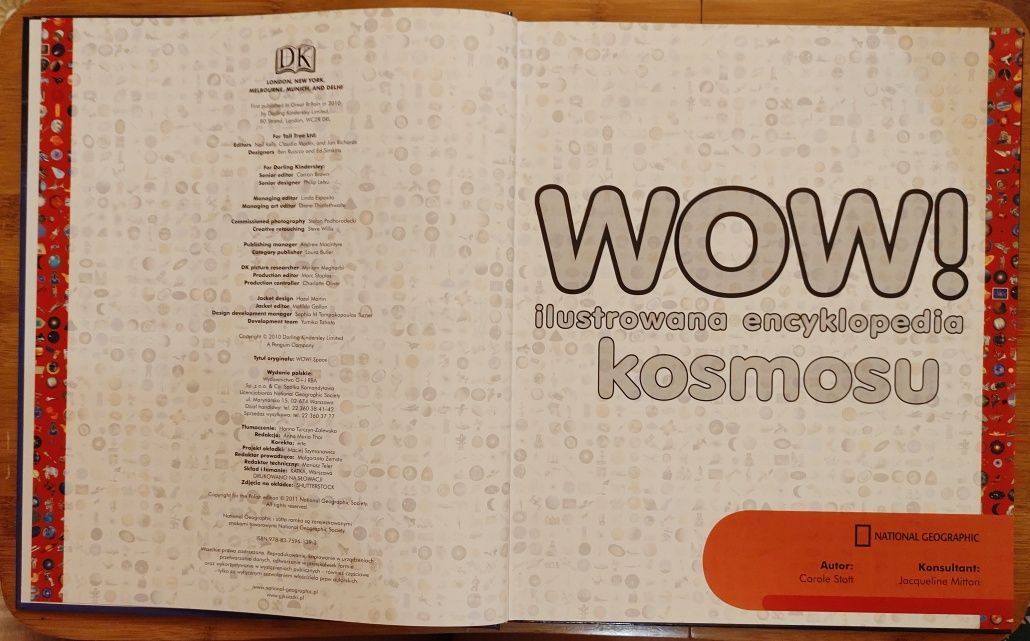 DK
LONDON, NEW YORK,
MELBOURNE, MUNICH, AND DELHI
First published in Great Britain in 2010
by Dorling Kindersley Limited,
80 Strand, London, WC2R 0RL
For Tall Tree Ltd:
Editors Neil Kelly, Claudia Martin, and Jon Richards
Designers Ben Ruocco and Ed Simkins
For Dorling Kindersley:
Senior editor Carron Brown
Senior designer Philip Letsu
Managing editor Linda Esposito
Managing art editor Diane Thistlethwaite
Commissioned photography Stefan Podhorodecki
Creative retouching Steve Willis
Publishing manager Andrew Macintyre
Category publisher Laura Buller
DK picture researcher Myriam Megharbi
Production editor Marc Staples
Production controller Charlotte Oliver
Jacket design Hazel Martin
Jacket editor Matilda Gollon
Design development manager Sophia M Tampakopoulos Turner
Development team Yumiko Tahata
Copyright © 2010 Dorling Kindersley Limited
A Penguin Company
Tytuł oryginału: WOW! Space
Wydanie polskie:
Wydawnictwo G+J RBA
Sp. z o.o. & Co. Spółka Komandytowa
Licencjobiorca National Geographic Society
ul. Marynarska 15, 02-674 Warszawa
Dział handlowy: tel. 22 360 38 41-42
Sprzedaż wysyłkowa: tel. 22 360 37 77
Tłumaczenie: Hanna Turczyn-Zalewska
Redakcja: Anna Maria Thor
Korekta:
Projekt okładki: Maciej Szymanowicz
Redaktor prowadząca: Małgorzata Zemsta
Redaktor techniczny: Mariusz Teler
Skład i łamanie: KATKA, Warszawa
DRUKOWANO NA SŁOWACJI
Zdjęcia na okładce: SHUTTERSTOCK
Copyright for the Polish edition © 2011 National Geographic Society.
All rights reserved.
National Geographic i żółta ramka są zarejestrowanymi
znakami towarowymi National Geographic Society.
ISBN 978-83-7596-139-3
Wszelkie prawa zastrzeżone. Reprodukowanie, kopiowanie w urządzeniach
przetwarzania danych, odtwarzanie w jakiejkolwiek formie
oraz wykorzystywanie w wystąpieniach publicznych - również częściowe
- tylko za wyłącznym zezwoleniem właściciela praw autorskich.
www.national-geographic.pl
www.gjksiazki.pl
WOW!
ilustrowana encyklopedia
kosmosu
NATIONAL GEOGRAPHIC
Autor:
Carole Stott
Konsultant:
Jacqueline Mitton